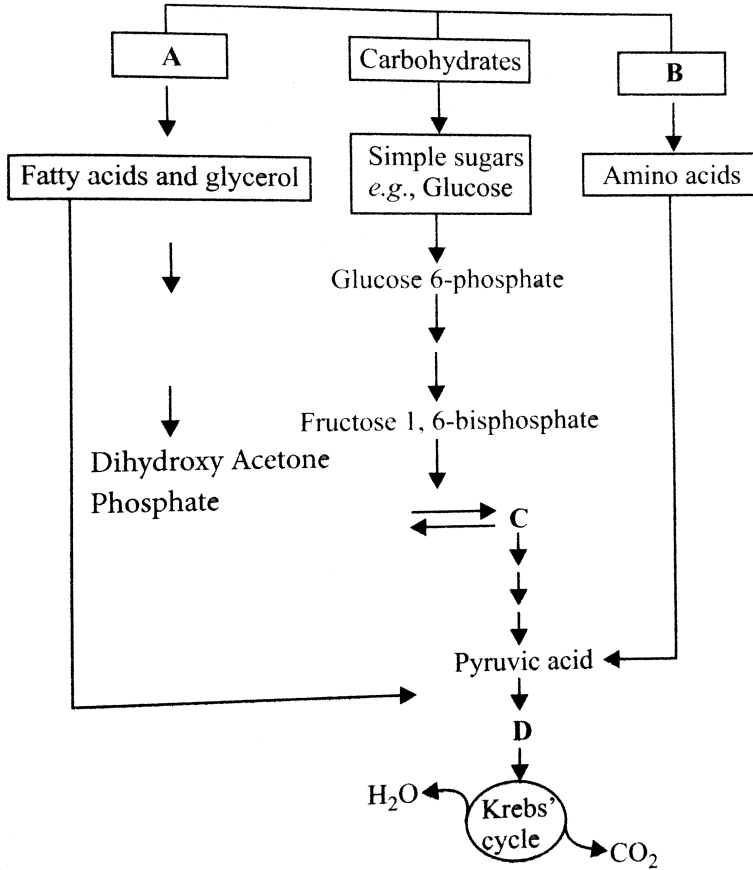 A
Carbohydrates
B
Fatty acids and glycerol
Simple sugars
e.g., Glucose
Amino acids
Glucose 6-phosphate
Fructose 1, 6-bisphosphate
Dihydroxy Acetone
Phosphate
C
Pyruvic acid
D
H₂O
Krebs'
cycle
CO₂